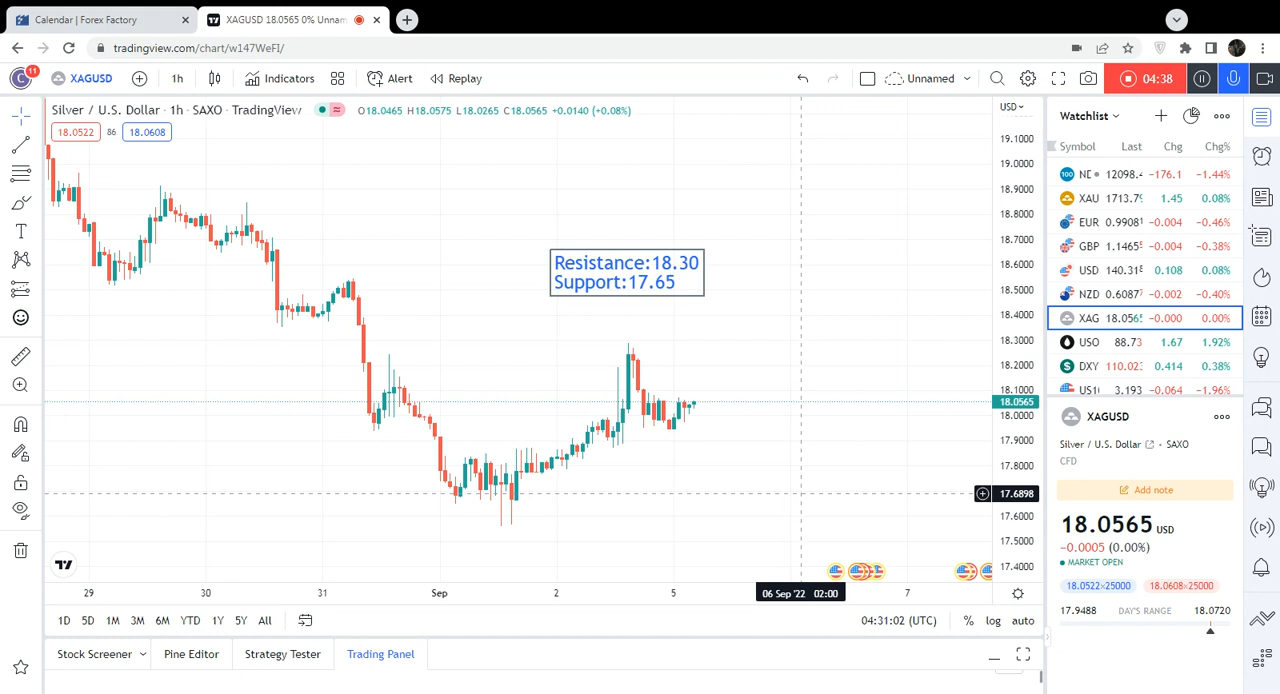 Calendar | Forex Factory
XAGUSD 18.0565 0% Unnam
tradingview.com/chart/w147WeFI/
C 11 XAGUSD 1h Indicators Alert Replay Unnamed 04:38
Silver / U.S. Dollar · 1h · SAXO · TradingView O18.0465 H18.0575 L18.0265 C18.0565 +0.0140 (+0.08%)
18.0522 86 18.0608
Resistance:18.30
Support:17.65
USD
19.1000
19.0000
18.9000
18.8000
18.7000
18.6000
18.5000
18.4000
18.3000
18.2000
18.1000
18.0565
18.0000
17.9000
17.8000
17.6898
17.6000
17.5000
17.4000
29 30 31 Sep 2 5 06 Sep '22 02:00 7
1D 5D 1M 3M 6M YTD 1Y 5Y All 04:31:02 (UTC) % log auto
Stock Screener Pine Editor Strategy Tester Trading Panel
Watchlist
Symbol Last Chg Chg%
100 ND 12098.4 −176.1 −1.44%
XAU 1713.79 1.45 0.08%
EUR 0.9908 −0.004 −0.46%
GBP 1.1465 −0.004 −0.38%
USD 140.318 0.108 0.08%
NZD 0.6087 −0.002 −0.40%
XAG 18.0565 −0.000 0.00%
USO 88.73 1.67 1.92%
DXY 110.023 0.414 0.38%
US1 3.193 −0.064 −1.96%
XAGUSD
Silver / U.S. Dollar · SAXO
CFD
Add note
18.0565 USD
−0.0005 (0.00%)
MARKET OPEN
18.0522×25000 18.0608×25000
17.9488 DAY'S RANGE 18.0720